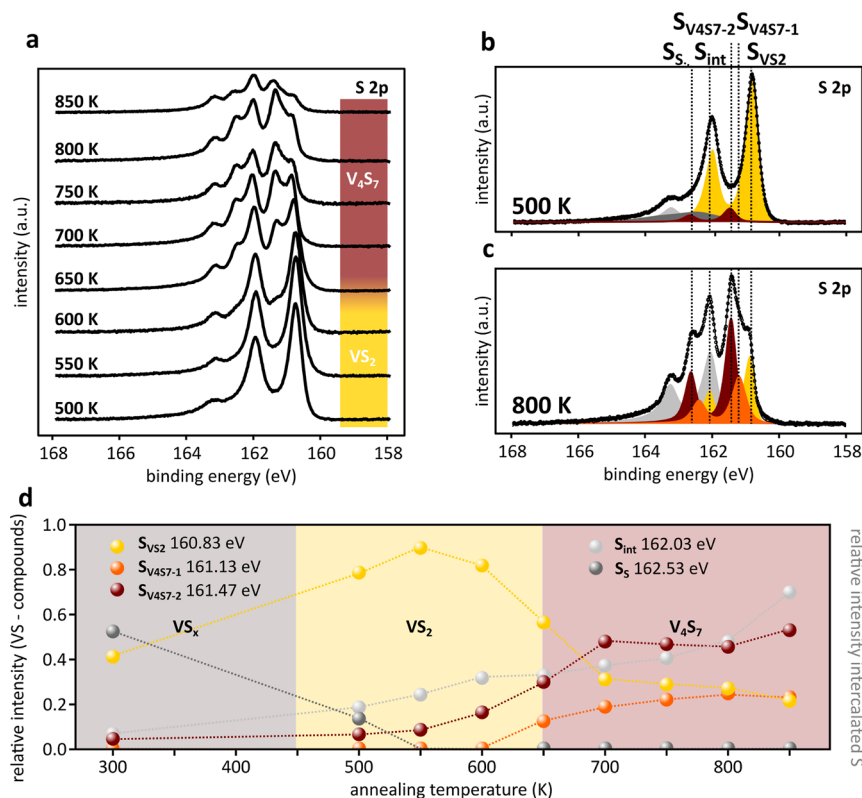 a
S 2p
850 K
800 K
750 K
700 K
650 K
600 K
550 K
500 K
V4S7
VS2
intensity (a.u.)
168 166 164 162 160 158
binding energy (eV)
b
SV4S7-2 SV4S7-1
SS Sint SVS2
S 2p
500 K
intensity (a.u.)
c
S 2p
800 K
intensity (a.u.)
168 166 164 162 160 158
binding energy (eV)
d
relative intensity (VS - compounds)
1.0
0.8
0.6
0.4
0.2
0.0
SVS2 160.83 eV
SV4S7-1 161.13 eV
SV4S7-2 161.47 eV
Sint 162.03 eV
SS 162.53 eV
VSx
VS2
V4S7
300 400 500 600 700 800
annealing temperature (K)
relative intensity intercalated S